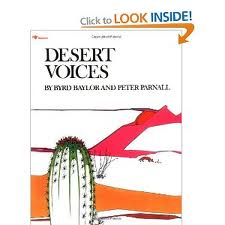 Click to LOOK INSIDE!
DESERT
VOICES
BY BYRD BAYLOR AND PETER PARNALL